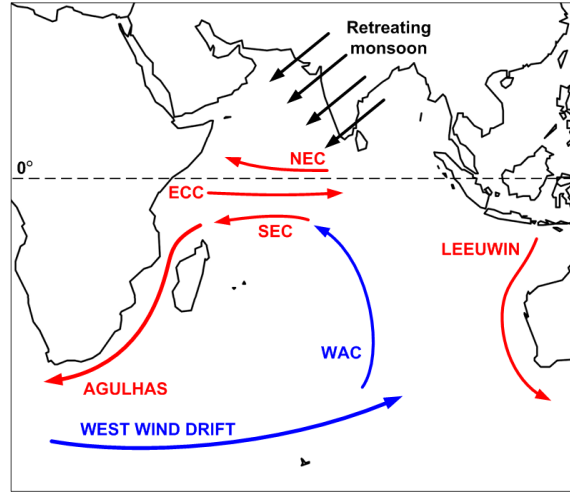 Retreating
monsoon
NEC
0°
ECC
SEC
LEEUWIN
WAC
AGULHAS
WEST WIND DRIFT